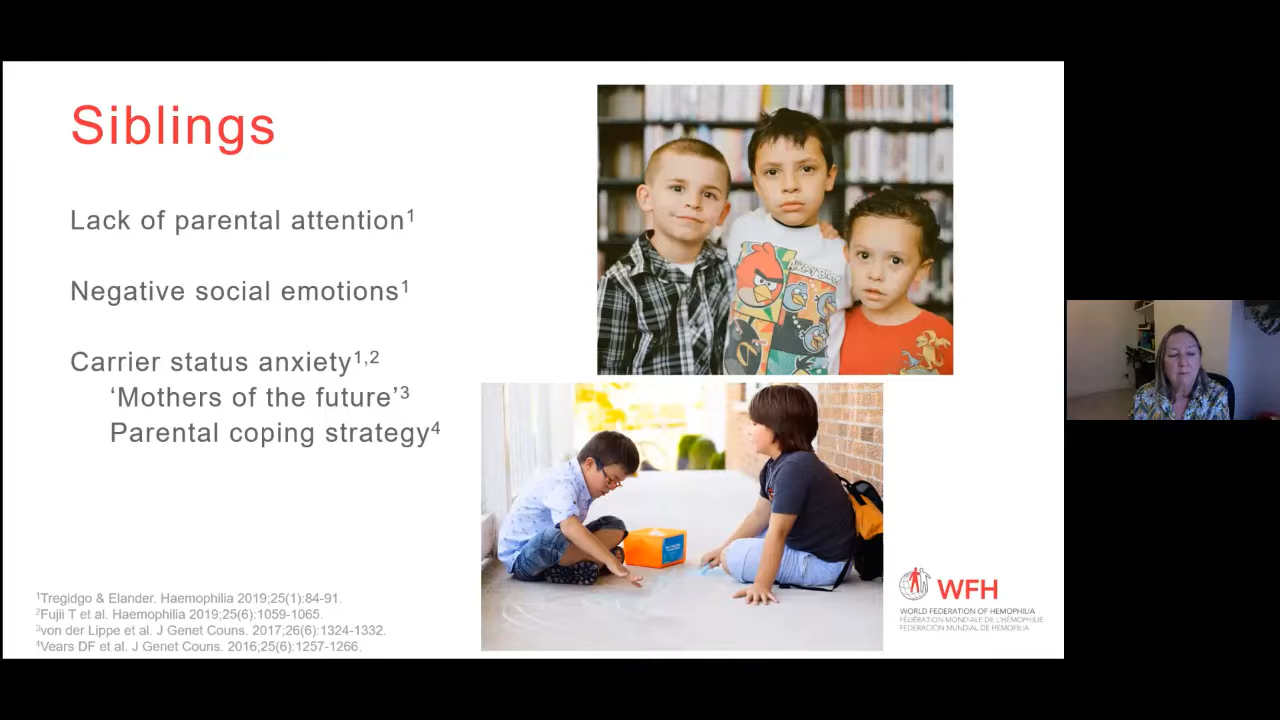 Siblings
Lack of parental attention¹
Negative social emotions¹
Carrier status anxiety¹,²
‘Mothers of the future’³
Parental coping strategy⁴
¹Tregidgo & Elander. Haemophilia 2019;25(1):84-91.
²Fujii T et al. Haemophilia 2019;25(6):1059-1065.
³von der Lippe et al. J Genet Couns. 2017;26(6):1324-1332.
⁴Vears DF et al. J Genet Couns. 2016;25(6):1257-1266.
ANGRY BIRDS
WFH
WORLD FEDERATION OF HEMOPHILIA
FÉDÉRATION MONDIALE DE L'HÉMOPHILIE
FEDERACIÓN MUNDIAL DE HEMOFILIA